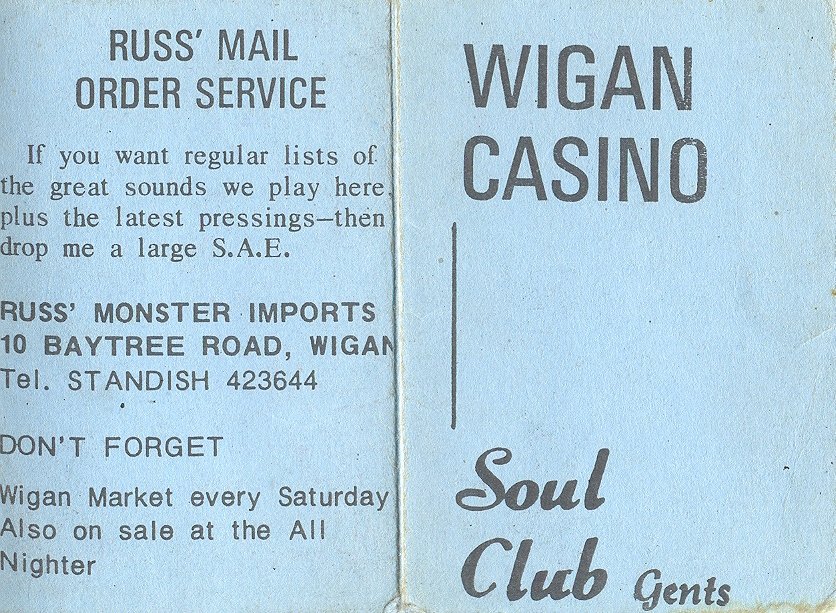 RUSS' MAIL
ORDER SERVICE
If you want regular lists of
the great sounds we play here,
plus the latest pressings—then
drop me a large S.A.E.
RUSS' MONSTER IMPORTS
10 BAYTREE ROAD, WIGAN
Tel. STANDISH 423644
DON'T FORGET
Wigan Market every Saturday
Also on sale at the All
Nighter
WIGAN
CASINO
Soul
Club Gents